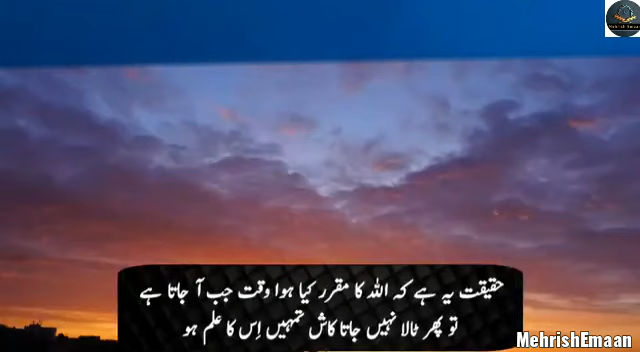 حقیقت یہ ہے کہ اللہ کا مقرر کیا ہوا وقت جب آ جاتا ہے
تو پھر ٹالا نہیں جاتا کاش تمہیں اِس کا علم ہو
MehrishEmaan